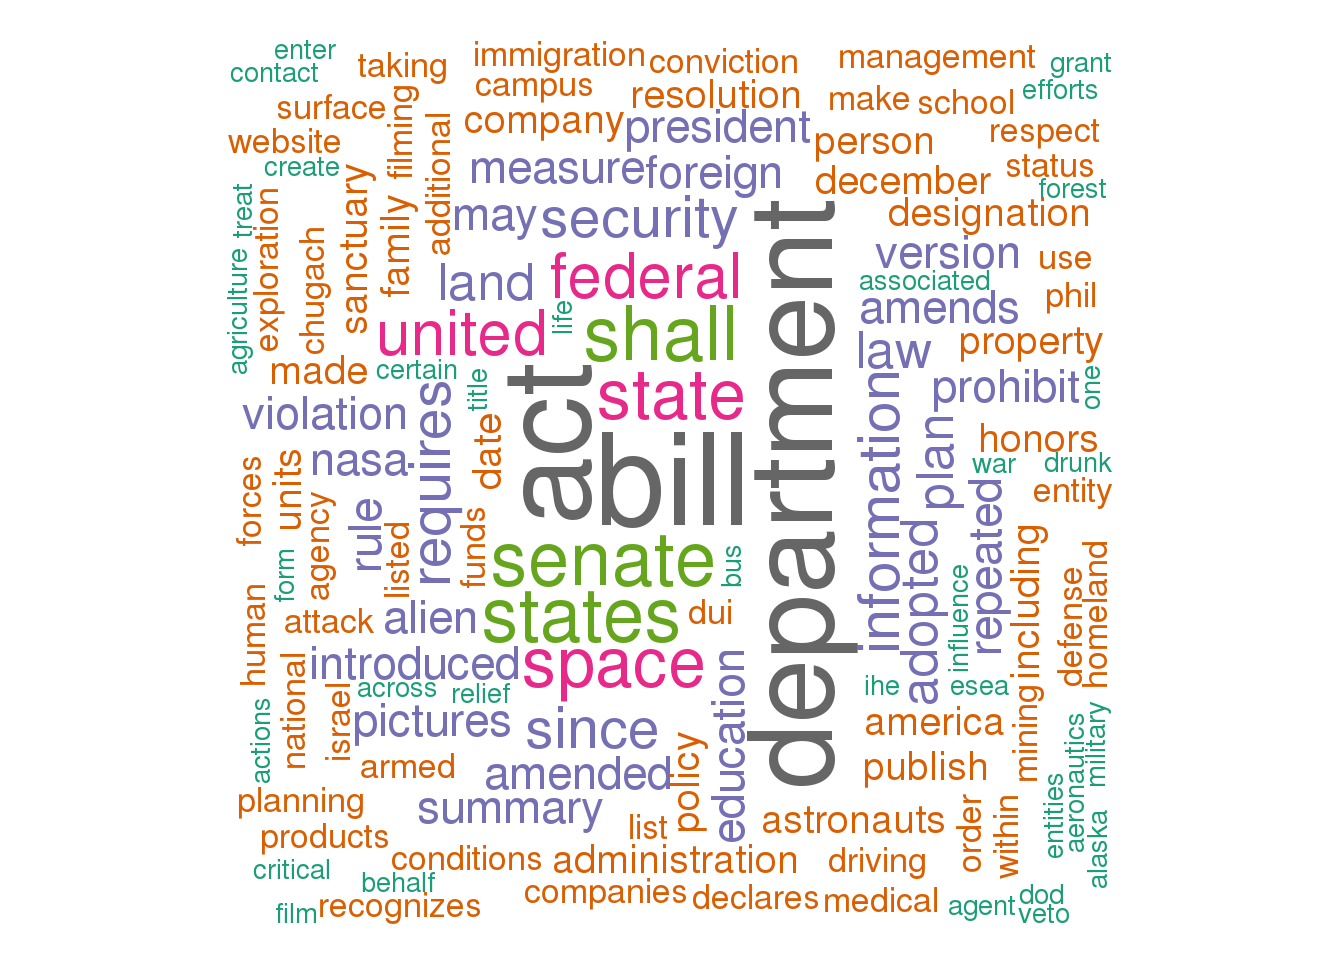 enter
contact
taking
immigration
conviction
management
grant
surface
campus
resolution
make
school
efforts
website
filming
additional
company
president
person
respect
create
sanctuary
family
measure
foreign
december
status
forest
treat
exploration
chugach
may
security
department
designation
agriculture
land
federal
version
use
associated
amends
phil
life
united
shall
law
property
made
certain
title
act
state
information
prohibit
one
violation
requires
date
bill
plan
honors
nasa
war
drunk
forces
units
agency
rule
listed
funds
adopted
repeated
entity
human
form
senate
bus
influence
including
defense
homeland
attack
alien
states
dui
national
israel
introduced
space
education
ihe
esea
actions
across
relief
pictures
since
policy
america
mining
aeronautics
military
armed
amended
publish
entities
alaska
planning
summary
list
astronauts
order
within
products
conditions
administration
driving
critical
behalf
companies
declares
medical
agent
dod
film
recognizes
veto